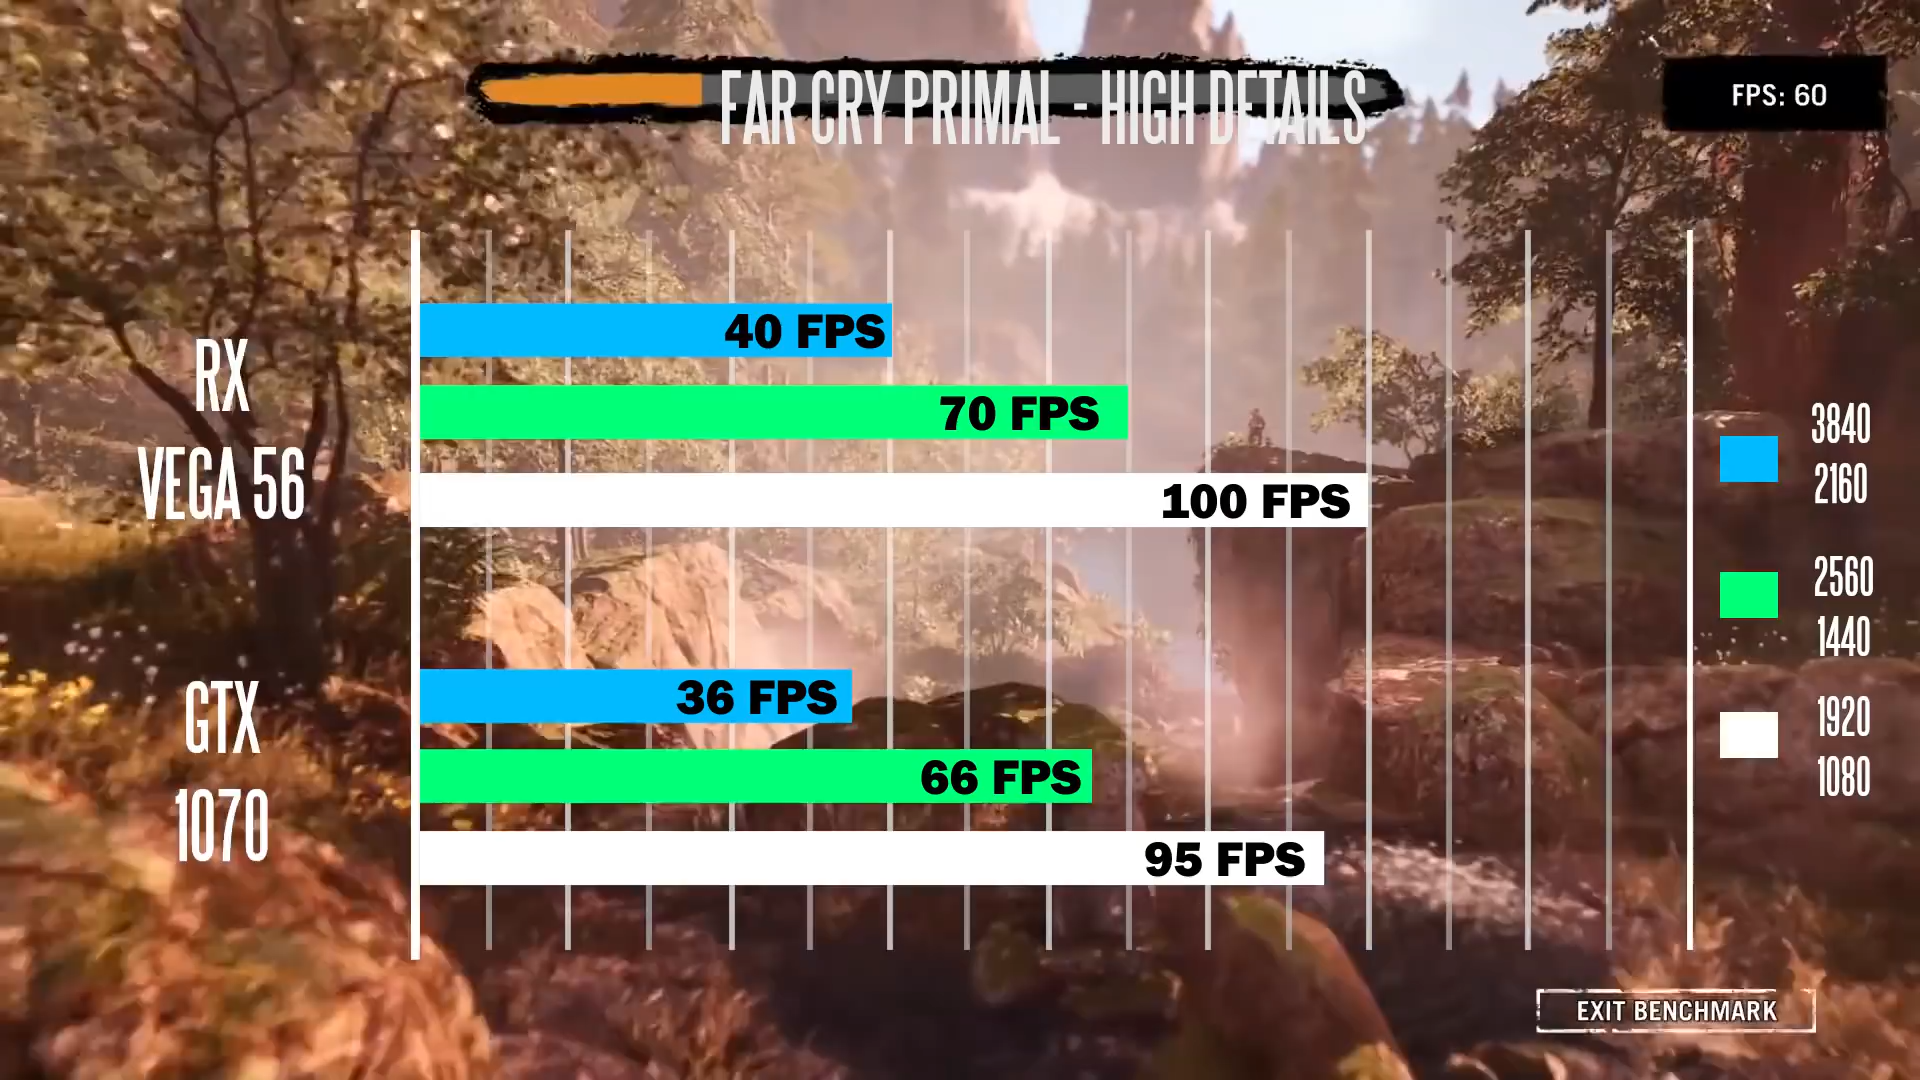 FAR CRY PRIMAL - HIGH DETAILS
FPS: 60
RX
VEGA 56
40 FPS
70 FPS
100 FPS
GTX
1070
36 FPS
66 FPS
95 FPS
3840
2160
2560
1440
1920
1080
EXIT BENCHMARK